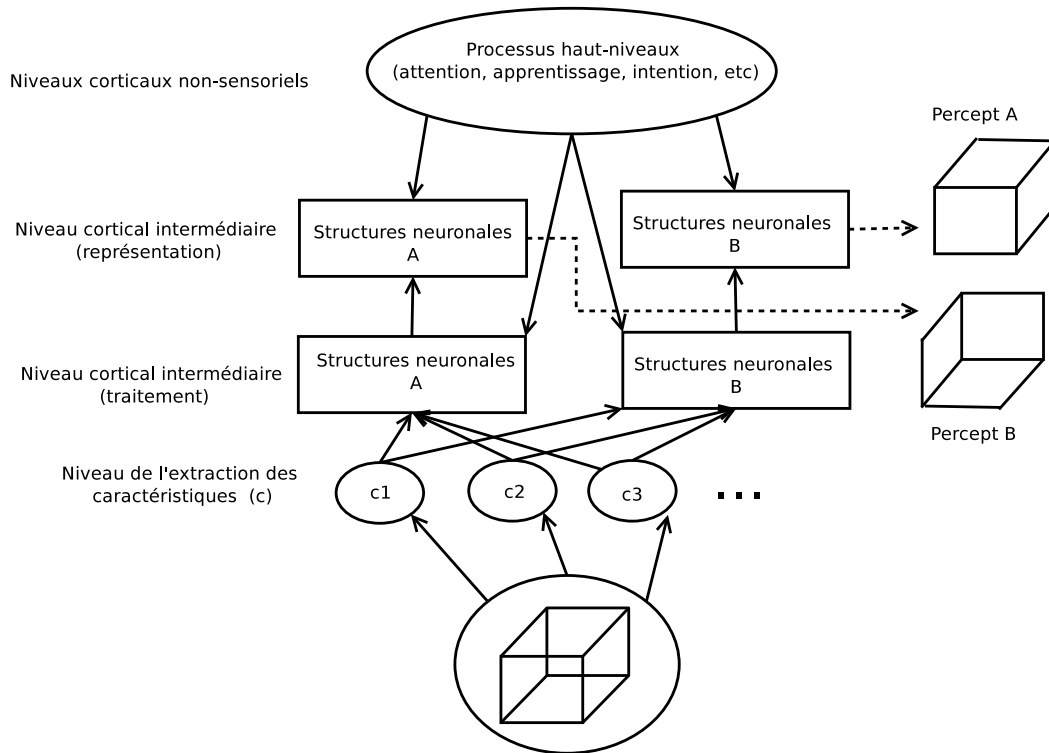 Processus haut-niveaux
(attention, apprentissage, intention, etc)
Niveaux corticaux non-sensoriels
Percept A
Niveau cortical intermédiaire
(représentation)
Structures neuronales
A
Structures neuronales
B
Niveau cortical intermédiaire
(traitement)
Structures neuronales
A
Structures neuronales
B
Percept B
Niveau de l'extraction des
caractéristiques (c)
c1
c2
c3
...